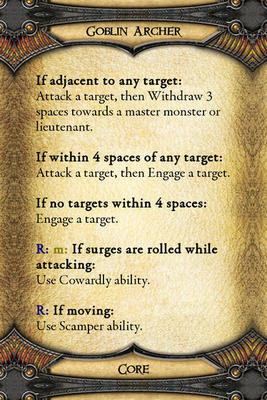 Goblin Archer
If adjacent to any target:
Attack a target, then Withdraw 3
spaces towards a master monster or
lieutenant.
If within 4 spaces of any target:
Attack a target, then Engage a target.
If no targets within 4 spaces:
Engage a target.
R: m: If surges are rolled while
attacking:
Use Cowardly ability.
R: If moving:
Use Scamper ability.
Core